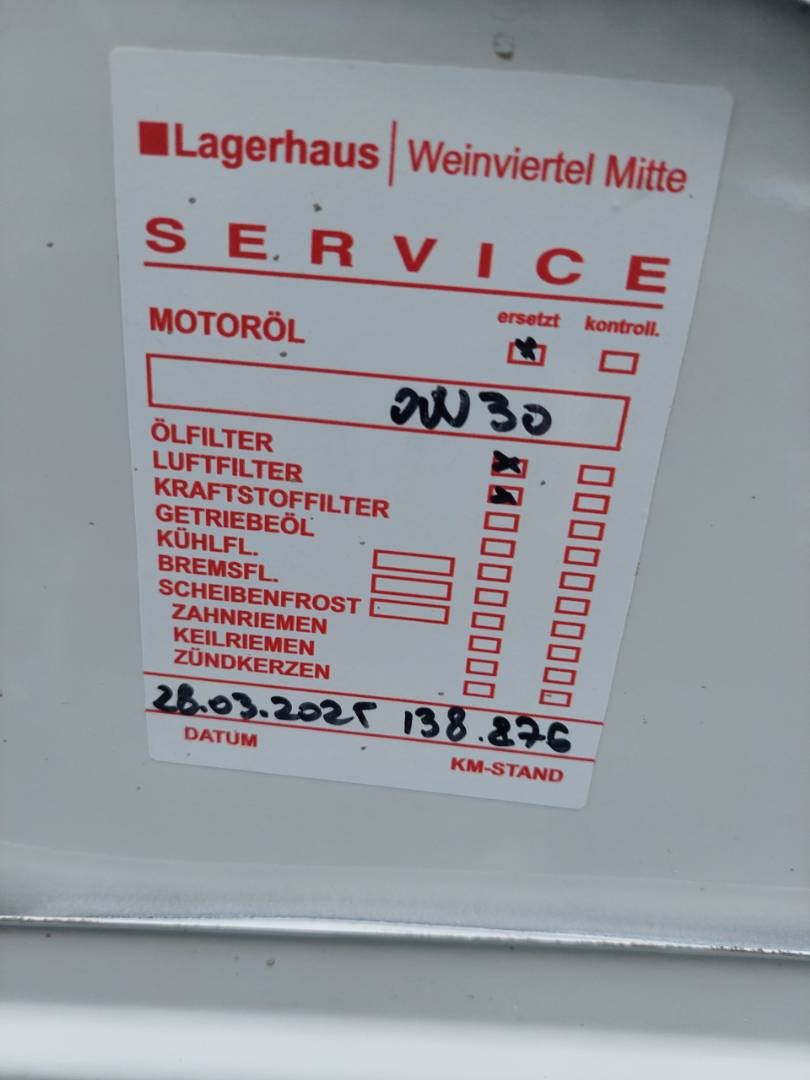 Lagerhaus | Weinviertel Mitte
SERVICE
ersetzt kontroll.
MOTORÖL
0W30
ÖLFILTER
LUFTFILTER
KRAFTSTOFFILTER
GETRIEBEÖL
KÜHLFL.
BREMSFL.
SCHEIBENFROST
ZAHNRIEMEN
KEILRIEMEN
ZÜNDKERZEN
28.03.2025 138.876
DATUM KM-STAND